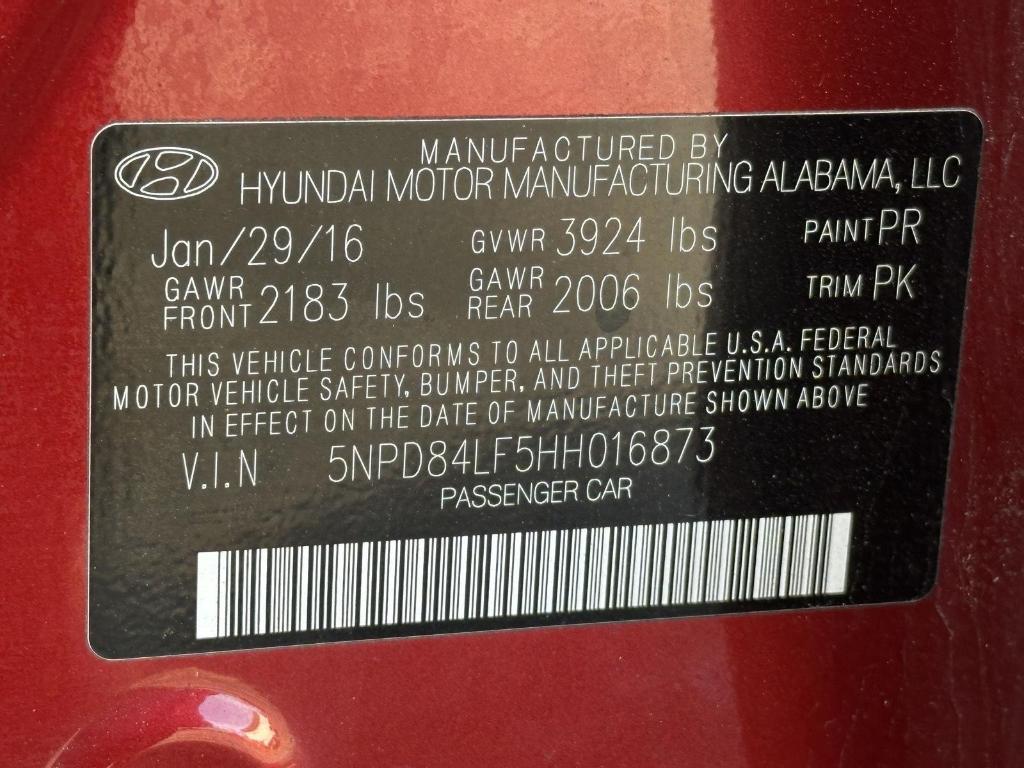 MANUFACTURED BY
HYUNDAI MOTOR MANUFACTURING ALABAMA, LLC
Jan/29/16 GVWR 3924 lbs PAINT PR
GAWR FRONT 2183 lbs GAWR REAR 2006 lbs TRIM PK
THIS VEHICLE CONFORMS TO ALL APPLICABLE U.S.A. FEDERAL
MOTOR VEHICLE SAFETY, BUMPER, AND THEFT PREVENTION STANDARDS
IN EFFECT ON THE DATE OF MANUFACTURE SHOWN ABOVE
V.I.N 5NPD84LF5HH016873
PASSENGER CAR